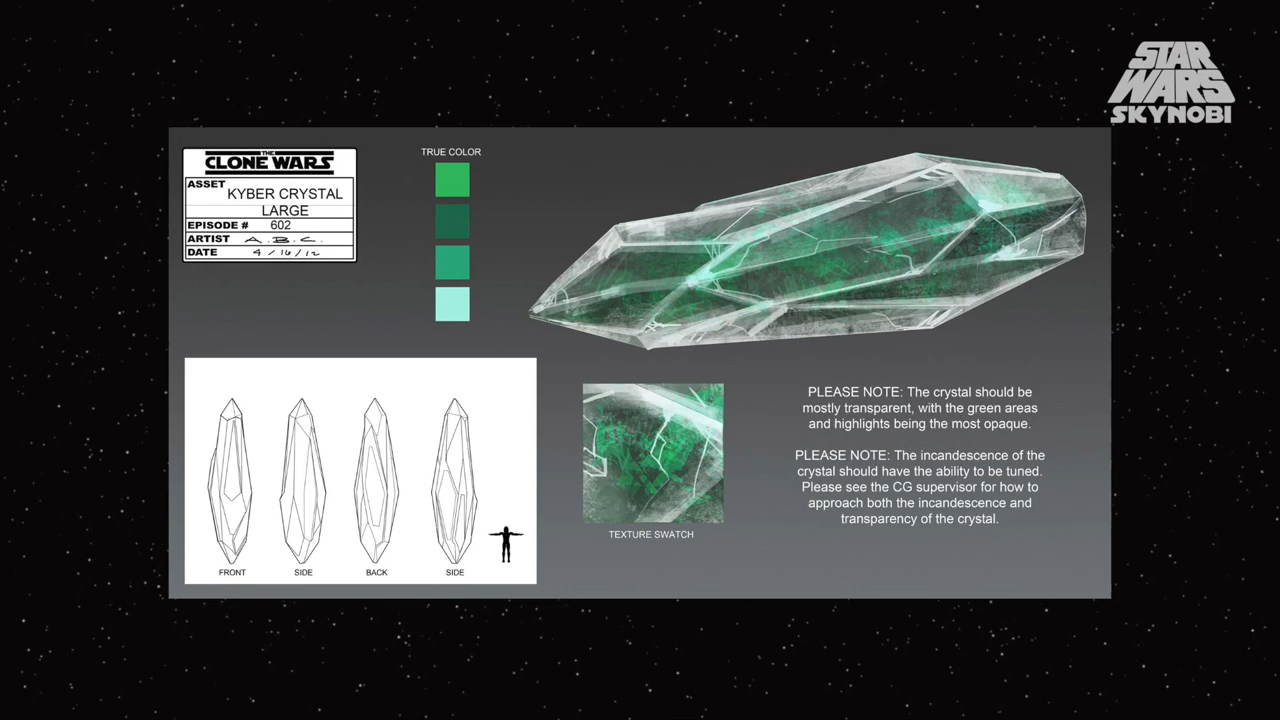 STAR
WARS
SKYNOBI
THE
CLONE WARS
ASSET
KYBER CRYSTAL
LARGE
EPISODE # 602
ARTIST A.B.C.
DATE 4/16/12
TRUE COLOR
FRONT SIDE BACK SIDE
TEXTURE SWATCH
PLEASE NOTE: The crystal should be
mostly transparent, with the green areas
and highlights being the most opaque.
PLEASE NOTE: The incandescence of the
crystal should have the ability to be tuned.
Please see the CG supervisor for how to
approach both the incandescence and
transparency of the crystal.